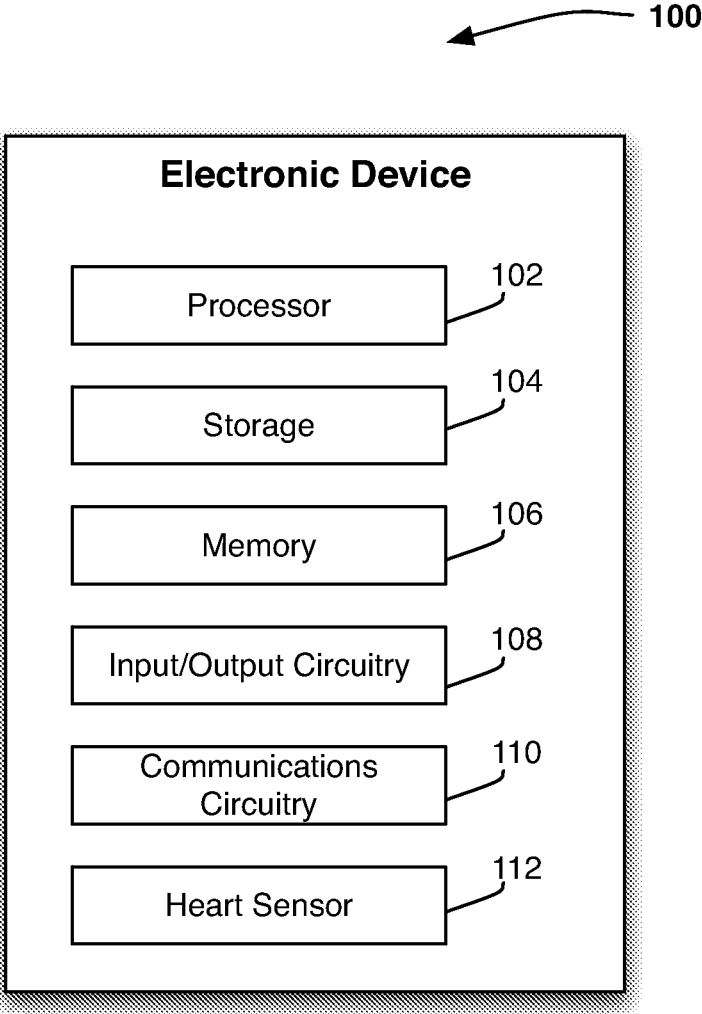 100
Electronic Device
102
Processor
104
Storage
106
Memory
108
Input/Output Circuitry
110
Communications
Circuitry
112
Heart Sensor